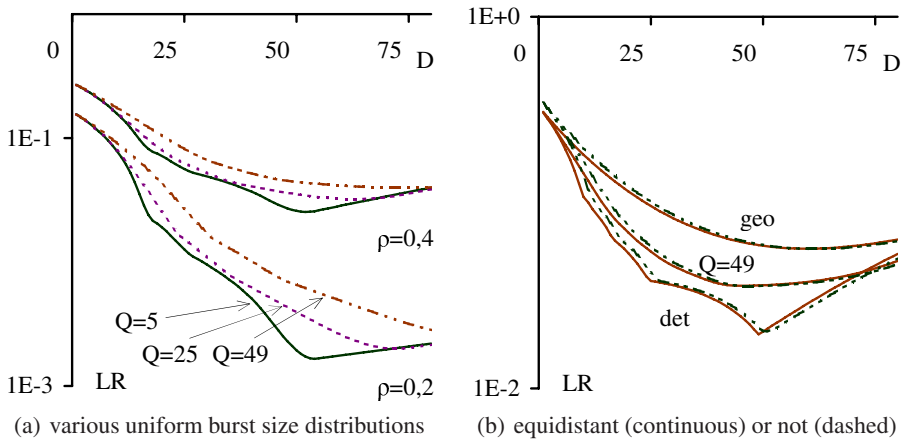 0 25 50 75 D
1E-1
ρ=0,4
Q=5
Q=25 Q=49
1E-3 LR ρ=0,2
(a) various uniform burst size distributions
1E+0
0 25 50 75 D
geo
Q=49
det
1E-2 LR
(b) equidistant (continuous) or not (dashed)